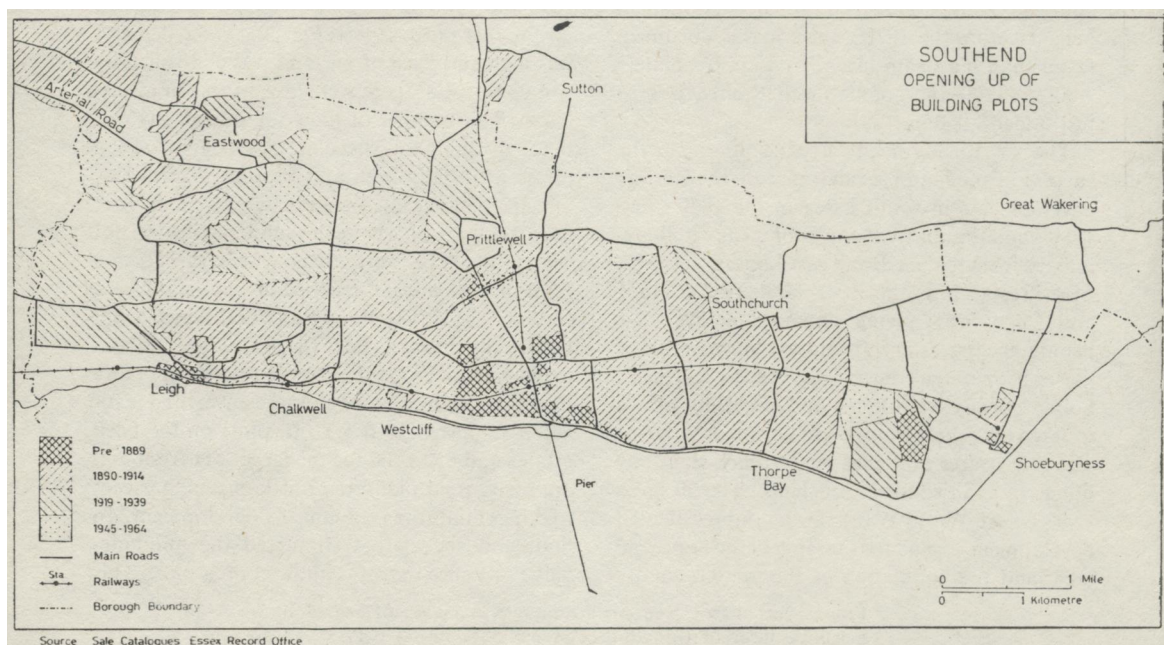 SOUTHEND
OPENING UP OF
BUILDING PLOTS
Sutton
Arterial Road
Eastwood
Great Wakering
Prittlewell
Southchurch
Leigh
Chalkwell
Westcliff
Thorpe
Bay
Shoeburyness
Pier
Pre 1889
1890-1914
1919-1939
1945-1964
Main Roads
Sta.
Railways
Borough Boundary
0 1 Mile
0 1 Kilometre
Source Sale Catalogues Essex Record Office